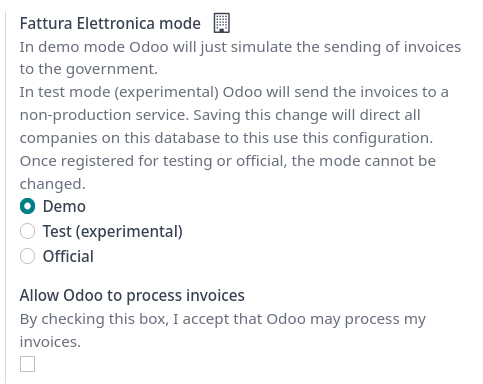 Fattura Elettronica mode
In demo mode Odoo will just simulate the sending of invoices
to the government.
In test mode (experimental) Odoo will send the invoices to a
non-production service. Saving this change will direct all
companies on this database to this use this configuration.
Once registered for testing or official, the mode cannot be
changed.
Demo
Test (experimental)
Official
Allow Odoo to process invoices
By checking this box, I accept that Odoo may process my
invoices.